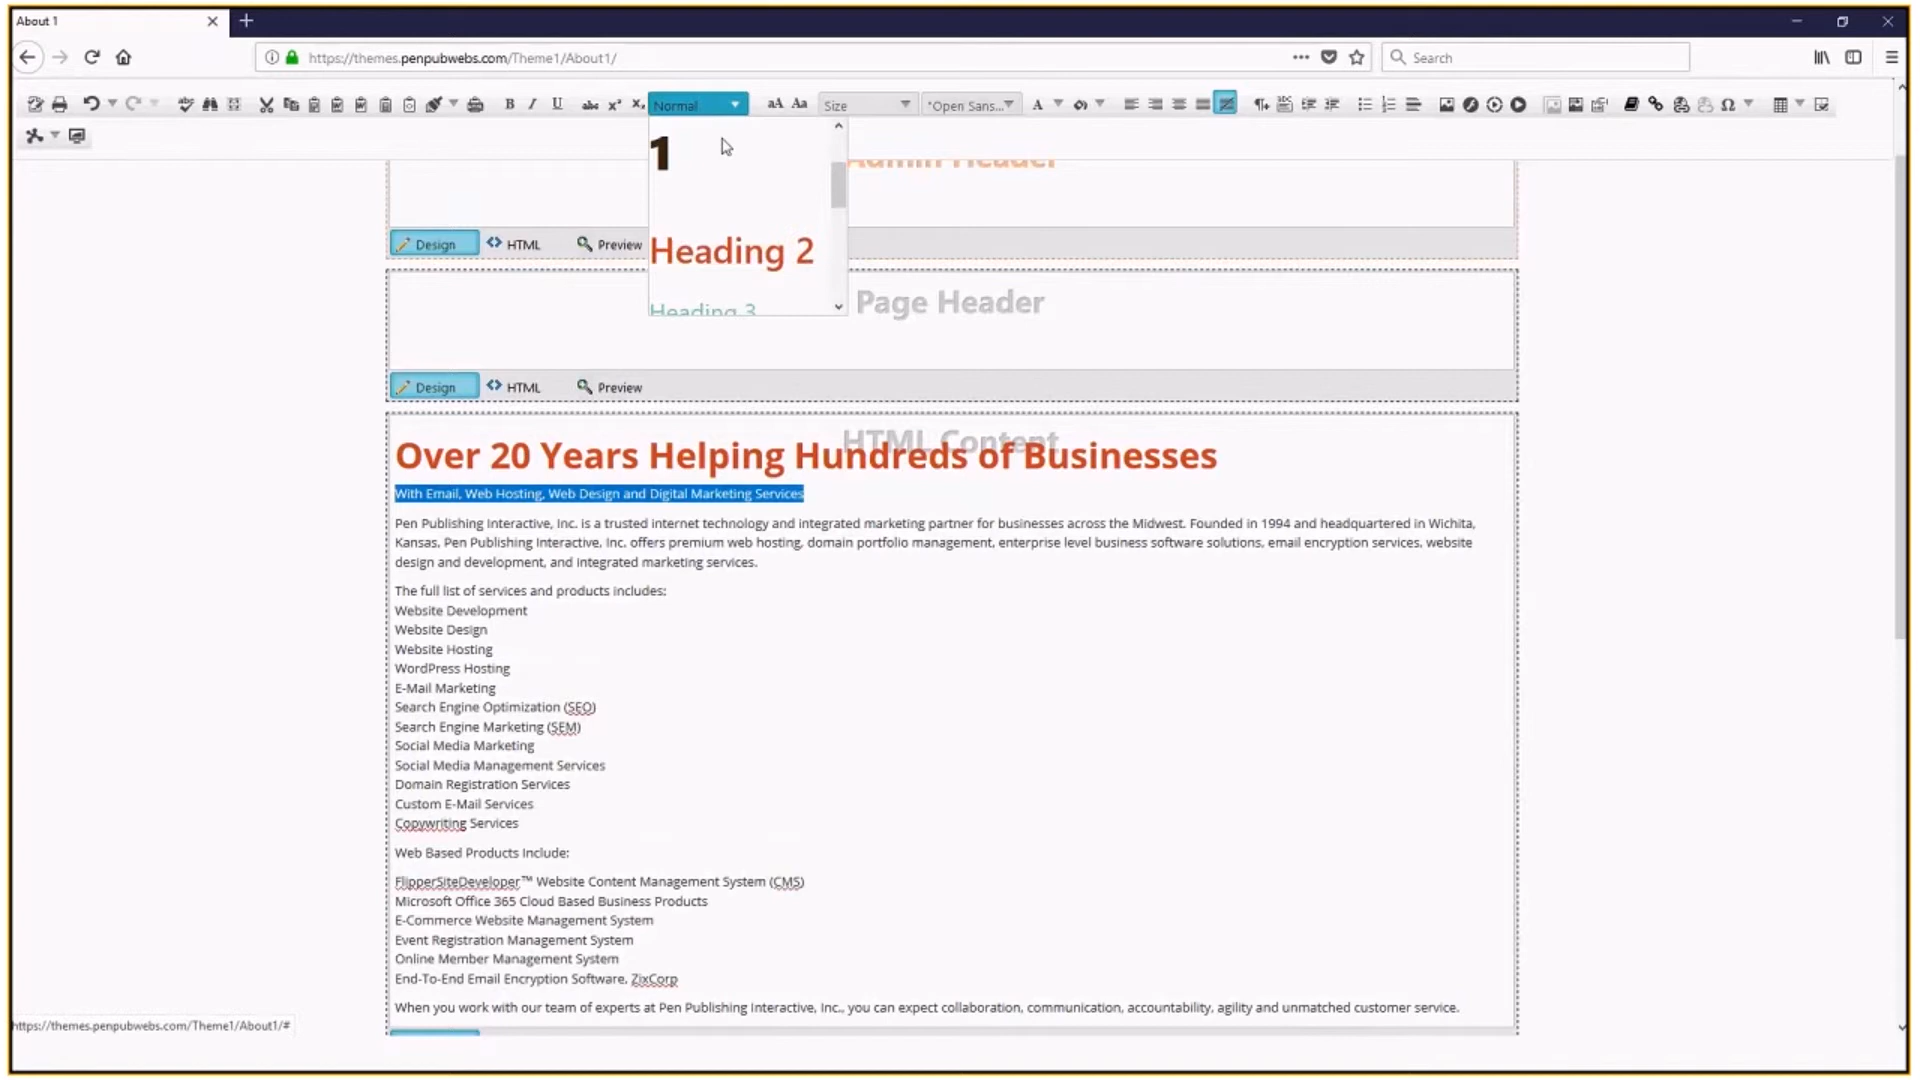 About 1
https://themes.penpubwebs.com/Theme1/About1/
Search
Normal
Size
"Open Sans...
1
Admin Header
Heading 2
Heading 3
Design HTML Preview
Page Header
Design HTML Preview
HTML Content
Over 20 Years Helping Hundreds of Businesses
With Email, Web Hosting, Web Design and Digital Marketing Services
Pen Publishing Interactive, Inc. is a trusted internet technology and integrated marketing partner for businesses across the Midwest. Founded in 1994 and headquartered in Wichita,
Kansas, Pen Publishing Interactive, Inc. offers premium web hosting, domain portfolio management, enterprise level business software solutions, email encryption services, website
design and development, and integrated marketing services.
The full list of services and products includes:
Website Development
Website Design
Website Hosting
WordPress Hosting
E-Mail Marketing
Search Engine Optimization (SEO)
Search Engine Marketing (SEM)
Social Media Marketing
Social Media Management Services
Domain Registration Services
Custom E-Mail Services
Copywriting Services
Web Based Products Include:
FlipperSiteDeveloper™ Website Content Management System (CMS)
Microsoft Office 365 Cloud Based Business Products
E-Commerce Website Management System
Event Registration Management System
Online Member Management System
End-To-End Email Encryption Software, ZixCorp
When you work with our team of experts at Pen Publishing Interactive, Inc., you can expect collaboration, communication, accountability, agility and unmatched customer service.
https://themes.penpubwebs.com/Theme1/About1/#